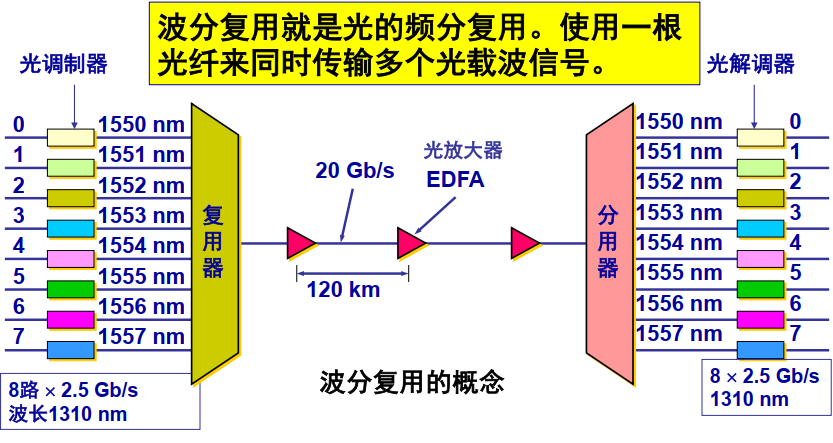 波分复用就是光的频分复用。使用一根
光纤来同时传输多个光载波信号。
光调制器
光解调器
0 1550 nm
1 1551 nm
2 1552 nm
3 1553 nm
4 1554 nm
5 1555 nm
6 1556 nm
7 1557 nm
8路 × 2.5 Gb/s
波长1310 nm
复用器
20 Gb/s
光放大器
EDFA
120 km
分用器
1550 nm 0
1551 nm 1
1552 nm 2
1553 nm 3
1554 nm 4
1555 nm 5
1556 nm 6
1557 nm 7
8 × 2.5 Gb/s
1310 nm
波分复用的概念